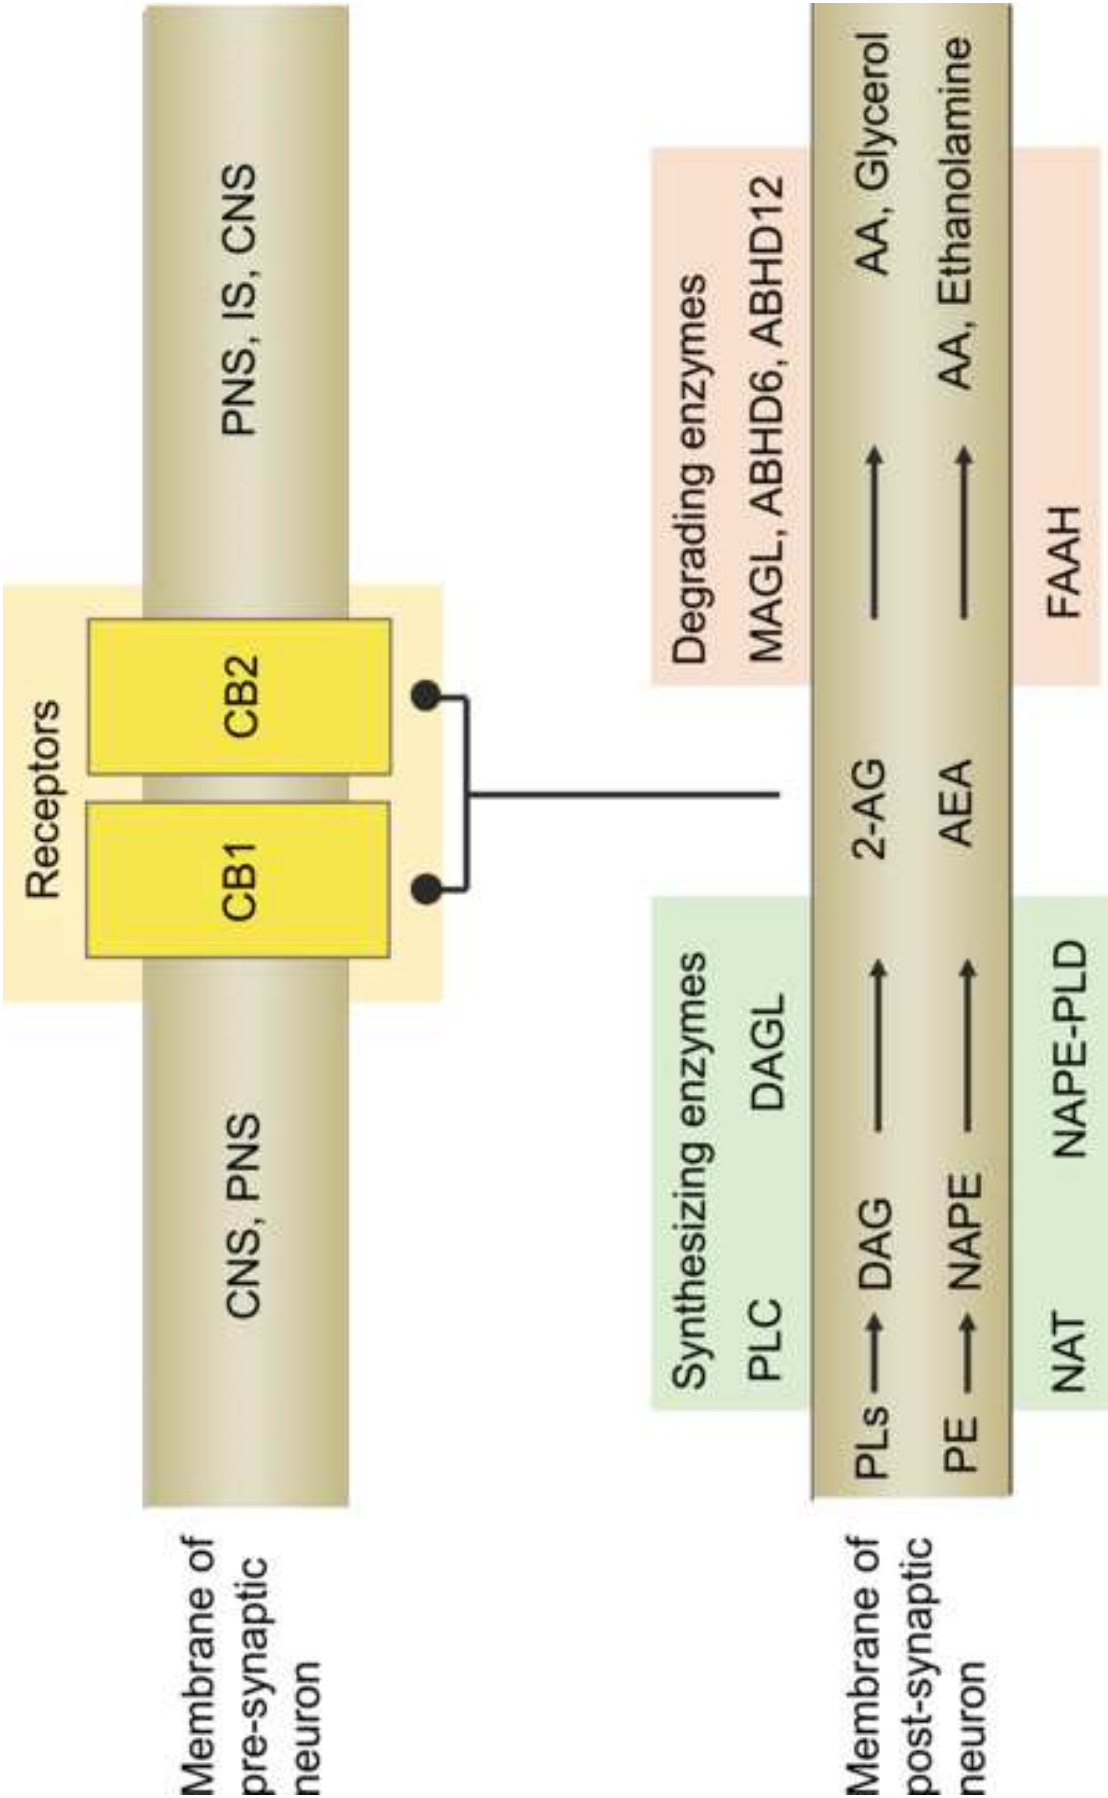 Receptors
Membrane of
pre-synaptic
neuron
CNS, PNS
CB1
CB2
PNS, IS, CNS
Synthesizing enzymes
PLC
DAGL
Degrading enzymes
MAGL, ABHD6, ABHD12
Membrane of
post-synaptic
neuron
PLs
DAG
2-AG
AA, Glycerol
PE
NAPE
AEA
AA, Ethanolamine
NAT
NAPE-PLD
FAAH